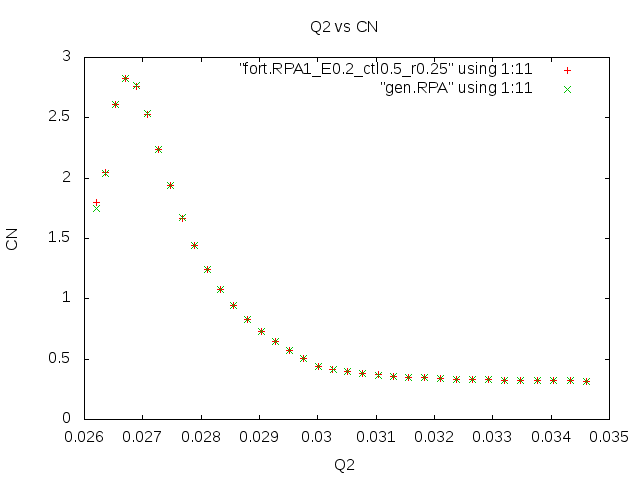 Q2 vs CN
"fort.RPA1_E0.2_ctl0.5_r0.25" using 1:11
"gen.RPA" using 1:11
3
2.5
2
1.5
1
0.5
0
CN
0.026 0.027 0.028 0.029 0.03 0.031 0.032 0.033 0.034 0.035
Q2